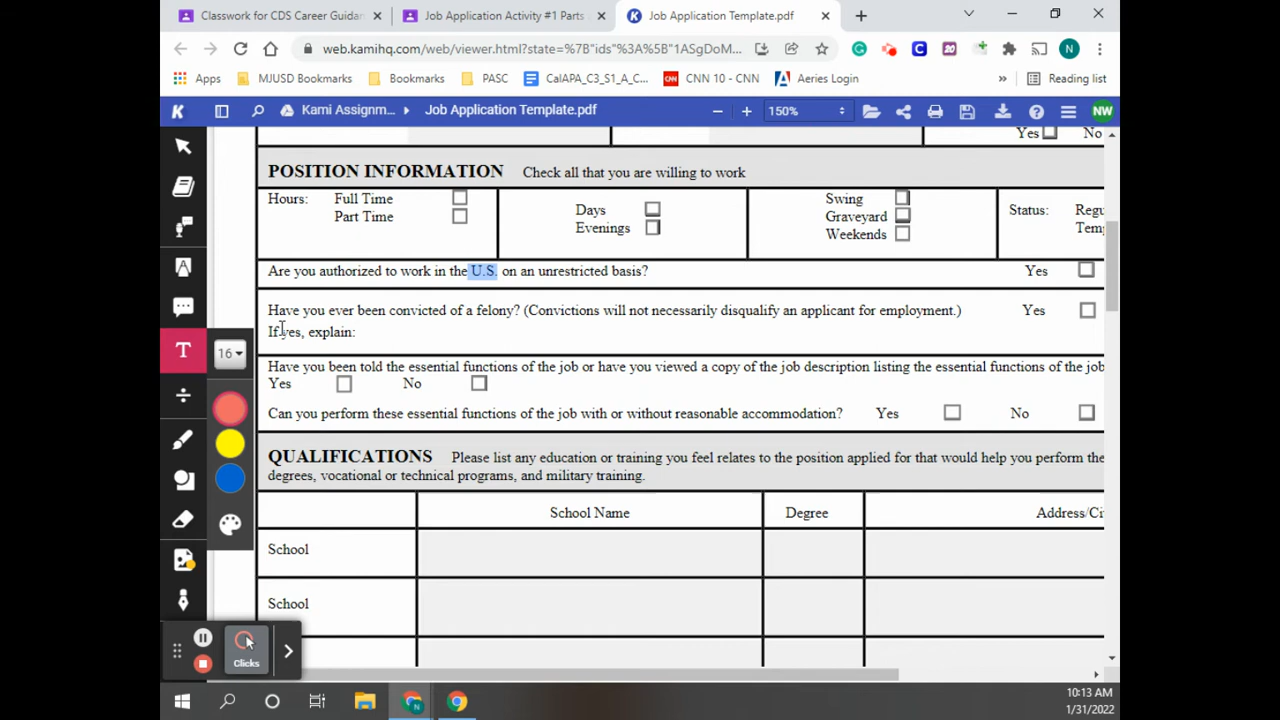 Classwork for CDS Career Guidan
Job Application Activity #1 Parts
Job Application Template.pdf
web.kamihq.com/web/viewer.html?state=%7B"ids"%3A%5B"1ASgDoM...
N
Apps
MJUSD Bookmarks
Bookmarks
PASC
CalAPA_C3_S1_A_C...
CNN 10 - CNN
Aeries Login
»
Reading list
K
Kami Assignm...
Job Application Template.pdf
150%
NW
Yes No
POSITION INFORMATION Check all that you are willing to work
Hours: Full Time
Part Time
Days
Evenings
Swing
Graveyard
Weekends
Status: Regu
Temp
Are you authorized to work in the U.S. on an unrestricted basis? Yes
Have you ever been convicted of a felony? (Convictions will not necessarily disqualify an applicant for employment.) Yes
If yes, explain:
T
16
Have you been told the essential functions of the job or have you viewed a copy of the job description listing the essential functions of the job
Yes No
Can you perform these essential functions of the job with or without reasonable accommodation? Yes No
QUALIFICATIONS Please list any education or training you feel relates to the position applied for that would help you perform the
degrees, vocational or technical programs, and military training.
School Name Degree Address/Ci
School
School
Clicks
10:13 AM
1/31/2022